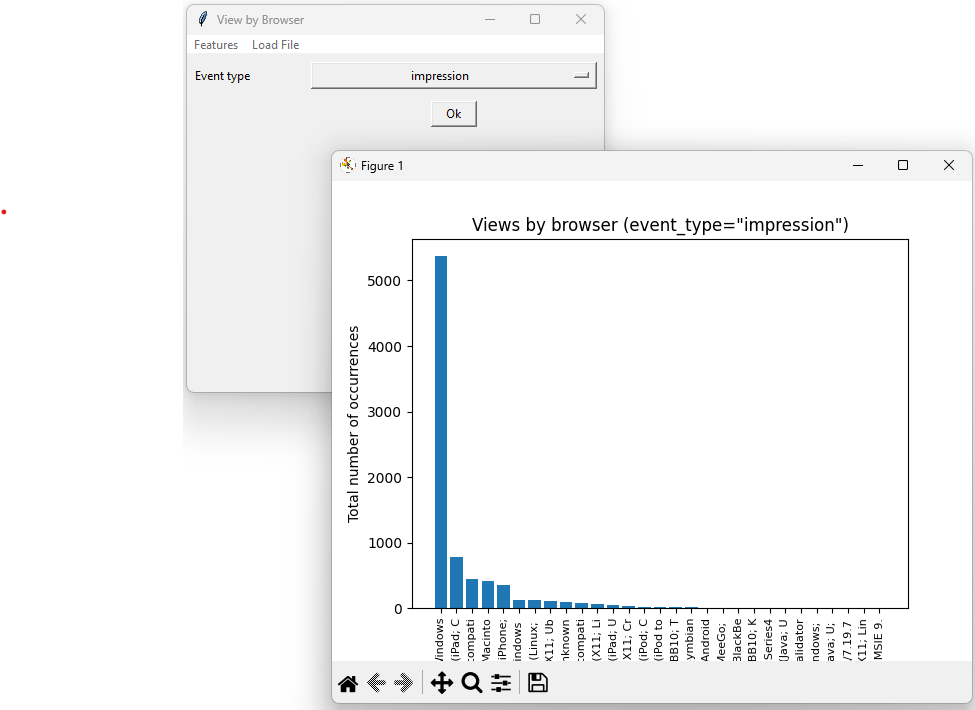 View by Browser
Features Load File
Event type impression
Ok
Figure 1
Views by browser (event_type="impression")
Total number of occurrences
5000
4000
3000
2000
1000
0
Vindows
(iPad; C
ompati
Macinto
iPhone;
indows
(Linux;
X11; Ub
nknown
compati
(X11; Li
(iPad; U
X11; Cr
(iPod; C
(iPod to
BB10; T
ymbian
Android
MeeGo;
BlackBe
BB10; K
Series4
(Java; U
alidator
ndows;
ava; U;
/7.19.7
X11; Lin
MSIE 9.